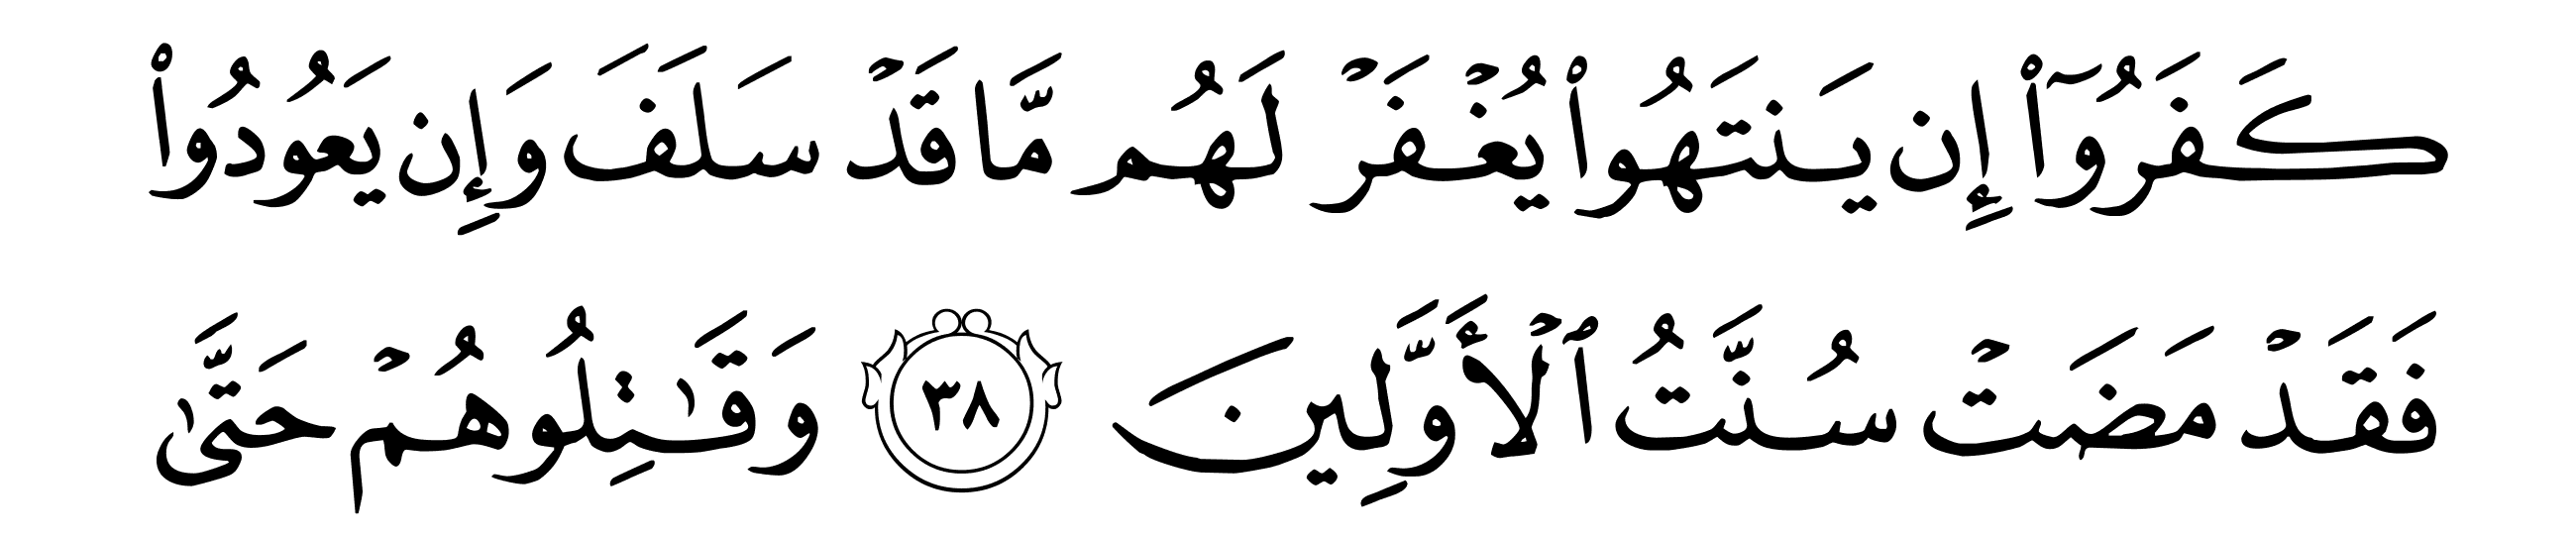 كَفَرُوٓا۟ إِن يَنتَهُوا۟ يُغْفَرْ لَهُم مَّا قَدْ سَلَفَ وَإِن يَعُودُوا۟
فَقَدْ مَضَتْ سُنَّتُ ٱلْأَوَّلِينَ ٣٨ وَقَـٰتِلُوهُمْ حَتَّىٰ